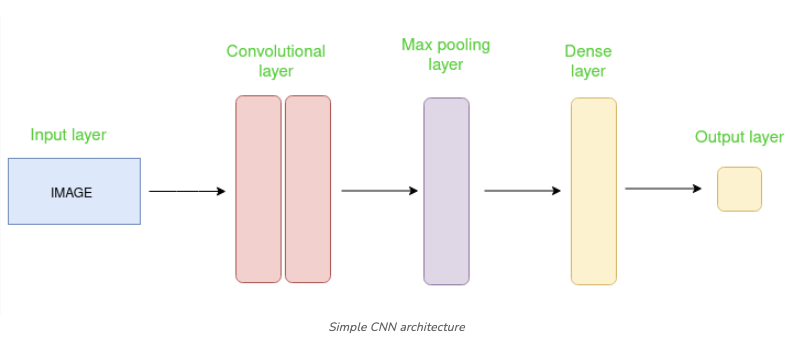 Convolutional
layer
Max pooling
layer
Dense
layer
Input layer
Output layer
IMAGE
Simple CNN architecture